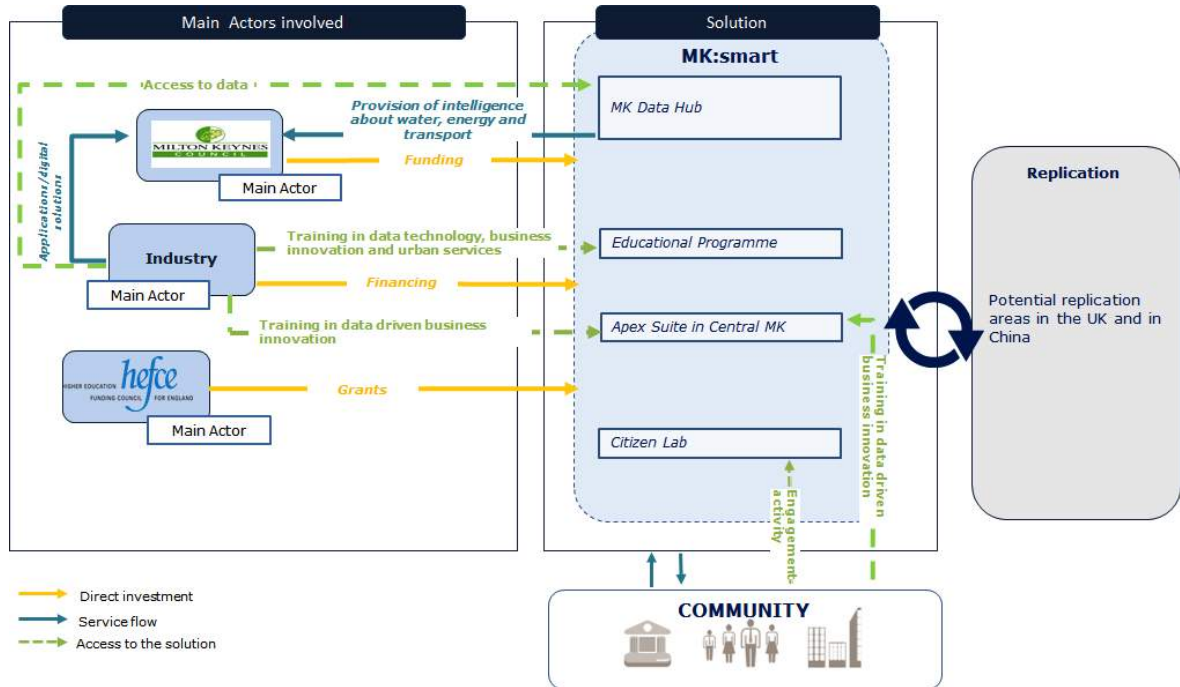 Main Actors involved
Solution
MK:smart
Access to data
MK Data Hub
Provision of intelligence
about water, energy and
transport
MILTON KEYNES
COUNCIL
Funding
Main Actor
Applications/digital
solutions
Replication
Training in data technology, business
innovation and urban services
Educational Programme
Industry
Financing
Main Actor
Potential replication
areas in the UK and in
China
Training in data driven business
innovation
Apex Suite in Central MK
hefce
HIGHER EDUCATION
FUNDING COUNCIL FOR ENGLAND
Grants
Main Actor
Citizen Lab
Training in data driven
business innovation
Engagement-
activity
Direct investment
Service flow
Access to the solution
COMMUNITY